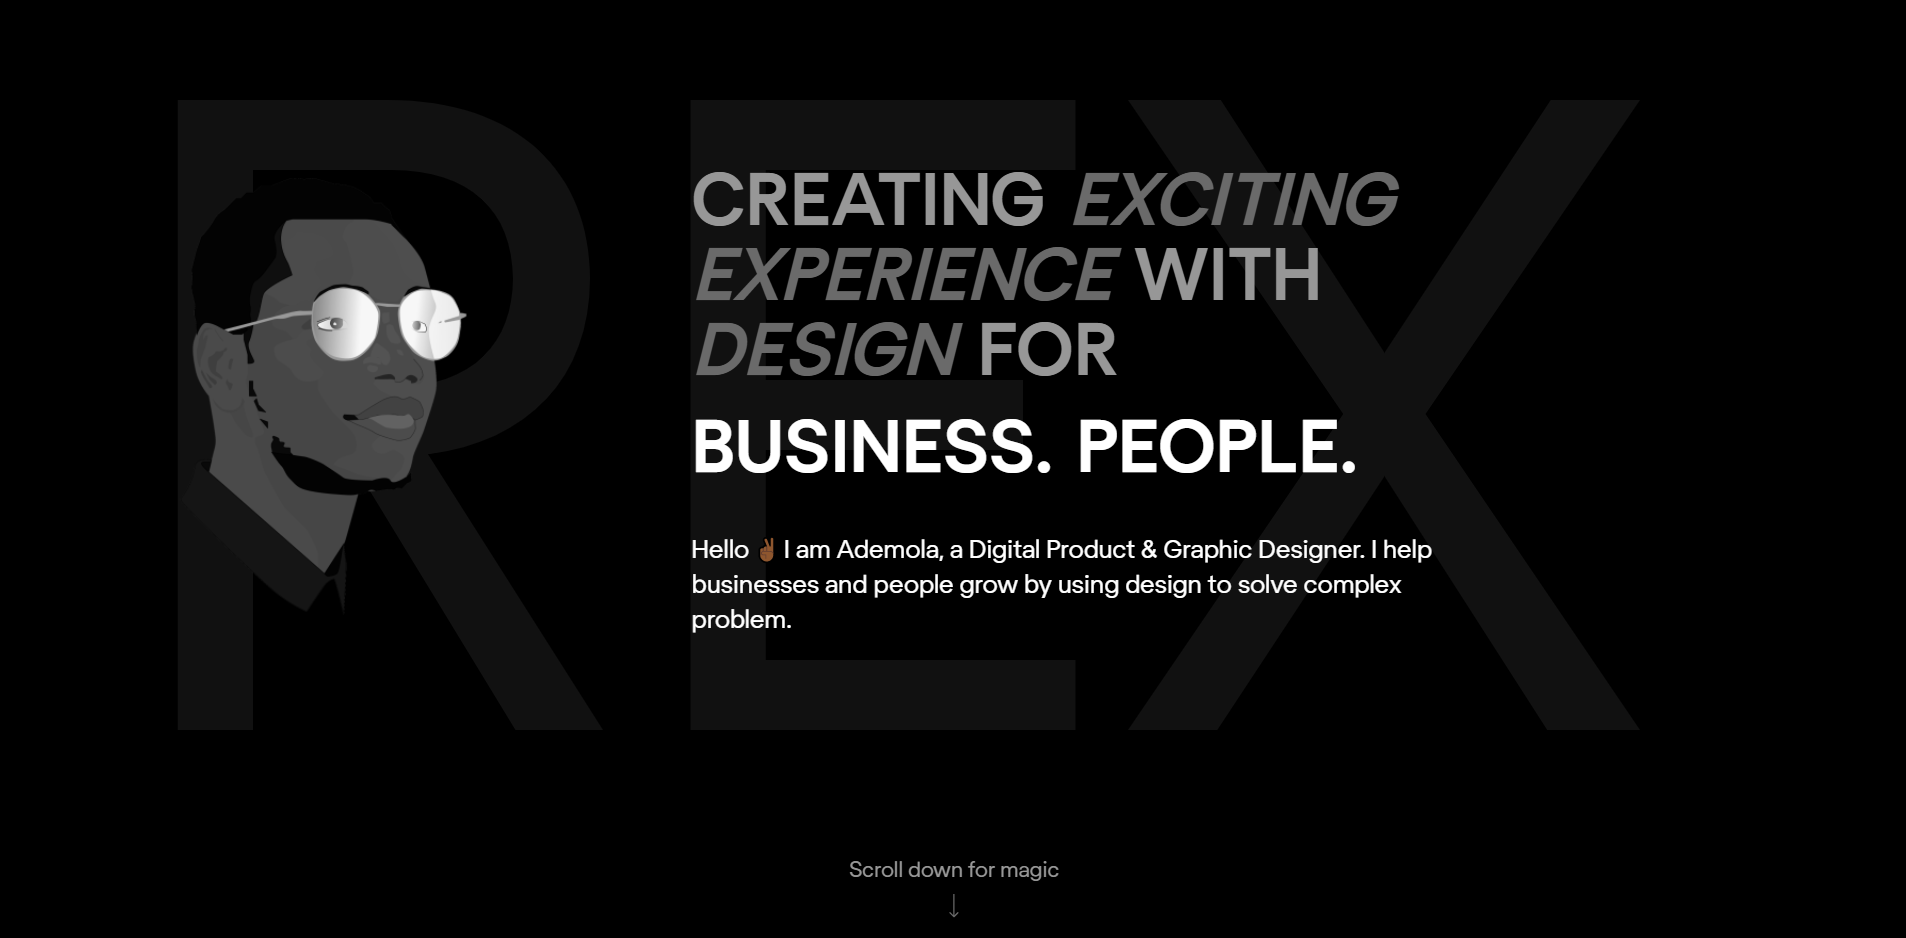 REX
CREATING EXCITING
EXPERIENCE WITH
DESIGN FOR
BUSINESS. PEOPLE.
Hello ✌🏾 I am Ademola, a Digital Product & Graphic Designer. I help
businesses and people grow by using design to solve complex
problem.
Scroll down for magic
↓